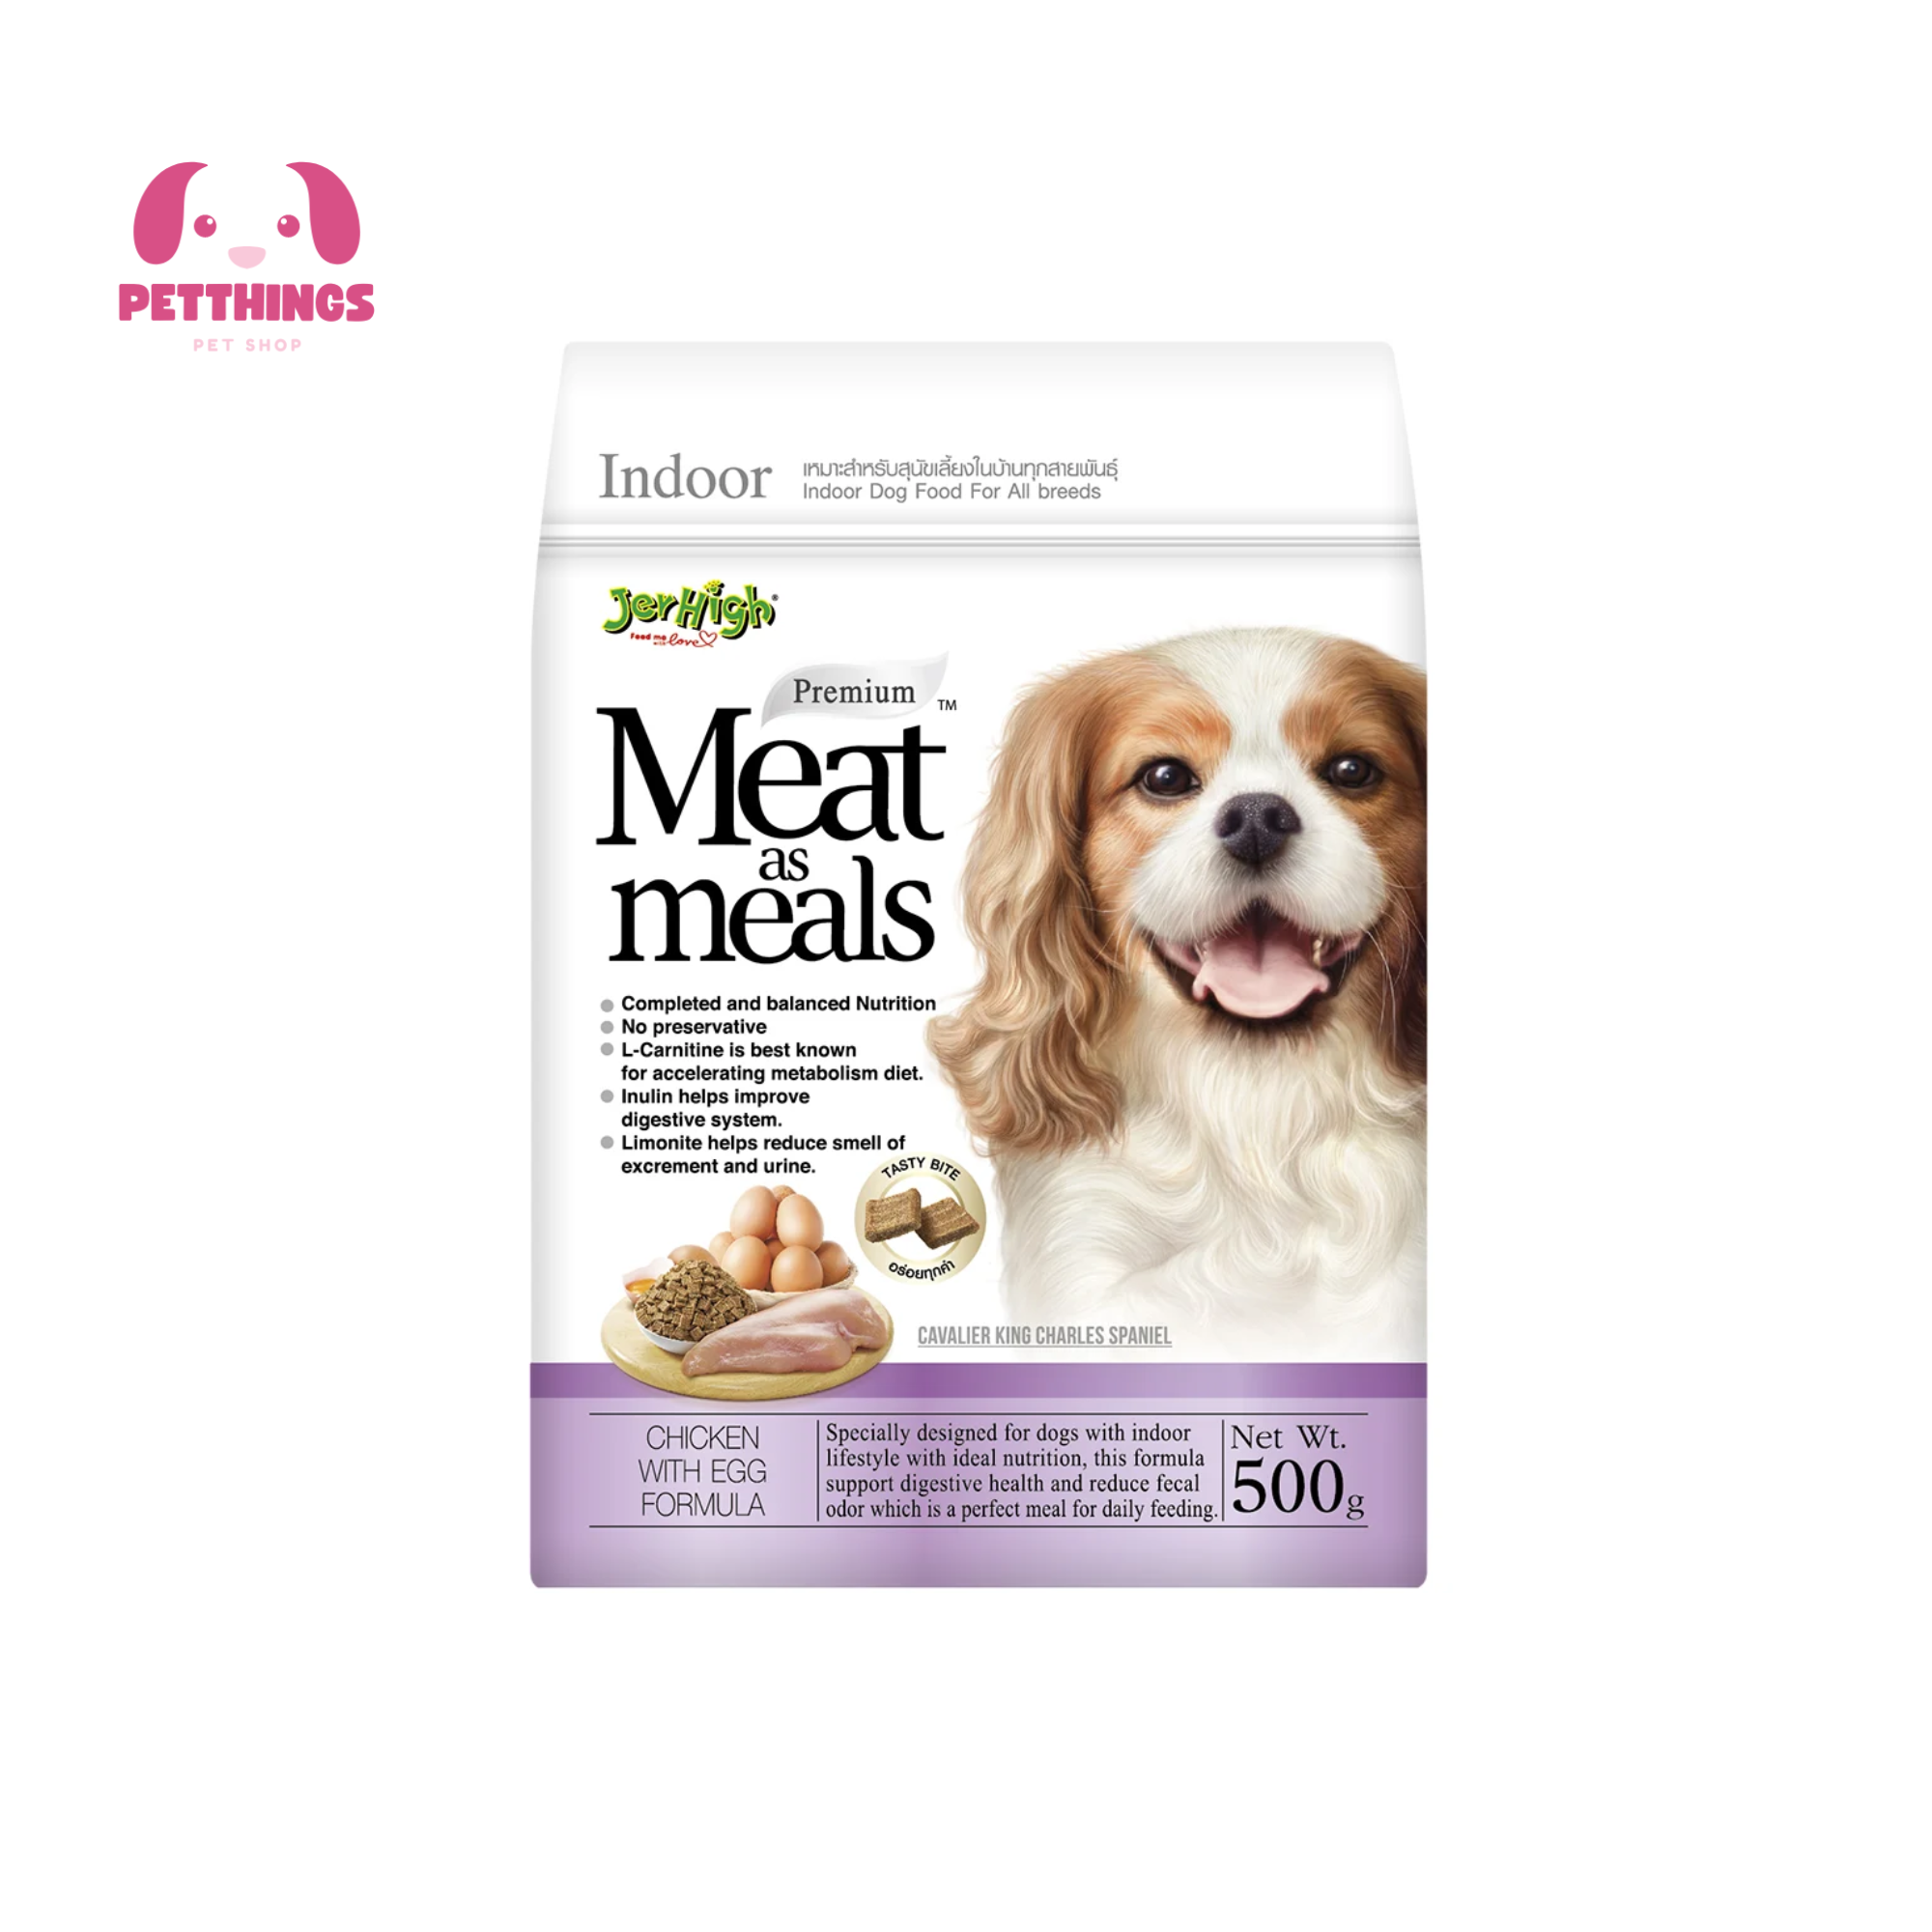 PETTHINGS
PET SHOP
Indoor
เหมาะสำหรับสุนัขเลี้ยงในบ้านทุกสายพันธุ์
Indoor Dog Food For All breeds
JerHigh®
Feed me with love
Premium
Meat™
as
meals
Completed and balanced Nutrition
No preservative
L-Carnitine is best known
for accelerating metabolism diet.
Inulin helps improve
digestive system.
Limonite helps reduce smell of
excrement and urine.
TASTY BITE
อร่อยทุกคำ
CAVALIER KING CHARLES SPANIEL
CHICKEN
WITH EGG
FORMULA
Specially designed for dogs with indoor
lifestyle with ideal nutrition, this formula
support digestive health and reduce fecal
odor which is a perfect meal for daily feeding.
Net Wt.
500g